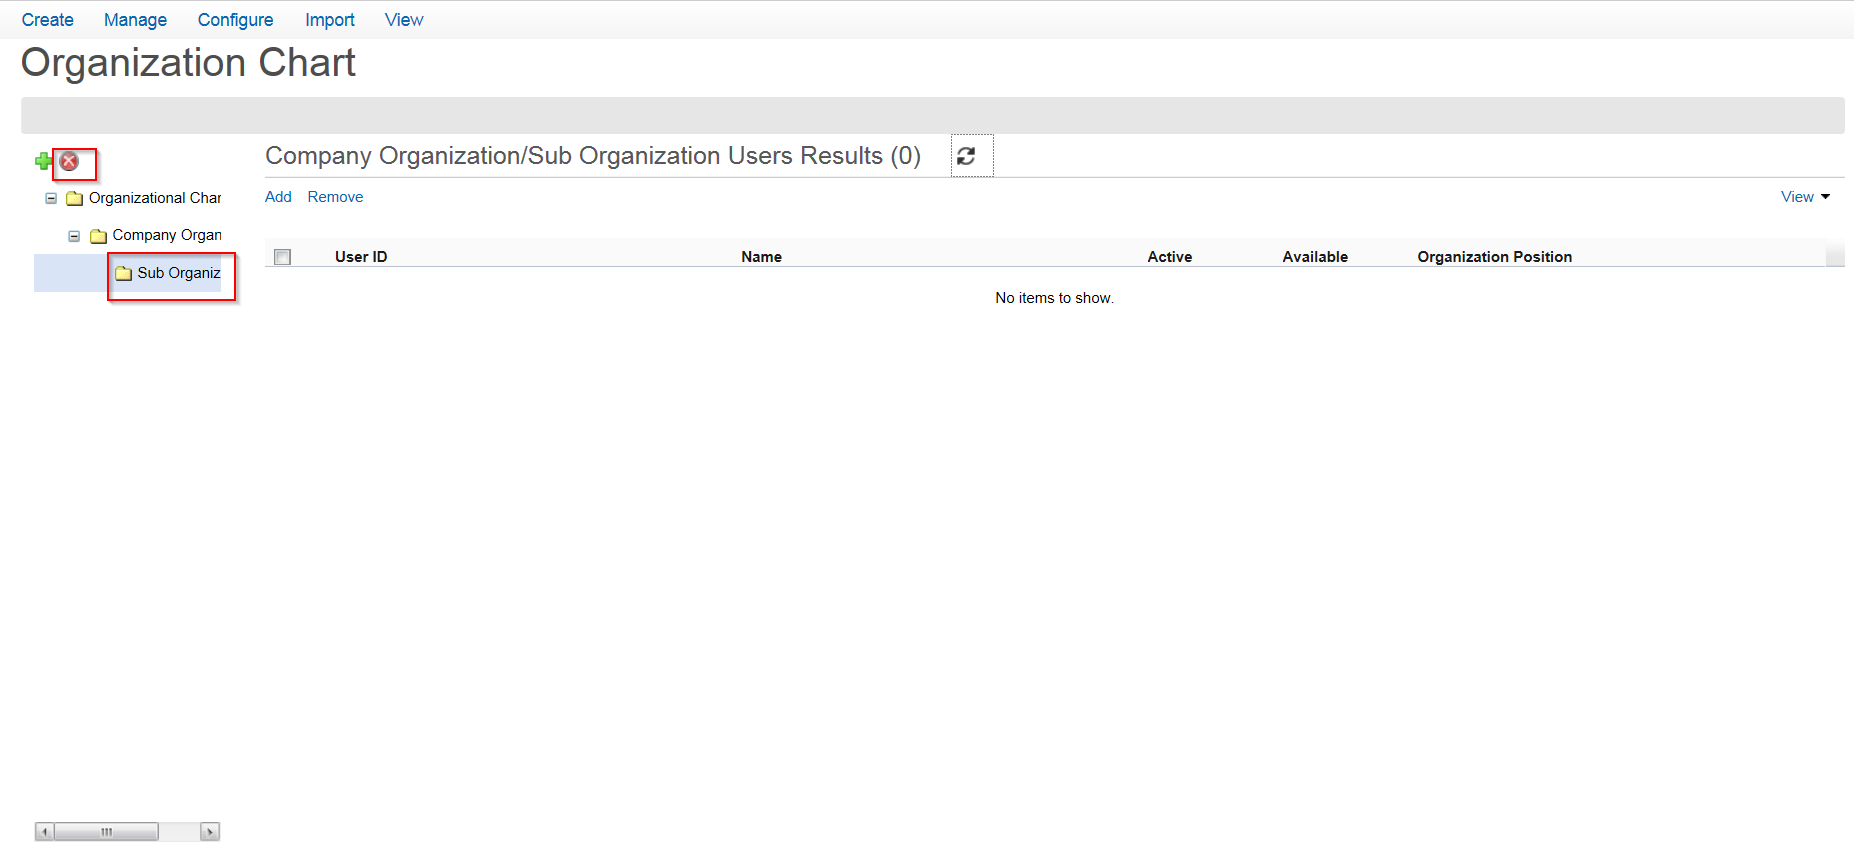 Create Manage Configure Import View
Organization Chart
Company Organization/Sub Organization Users Results (0)
Organizational Char
Add Remove View
Company Organ
User ID Name Active Available Organization Position
Sub Organiz
No items to show.